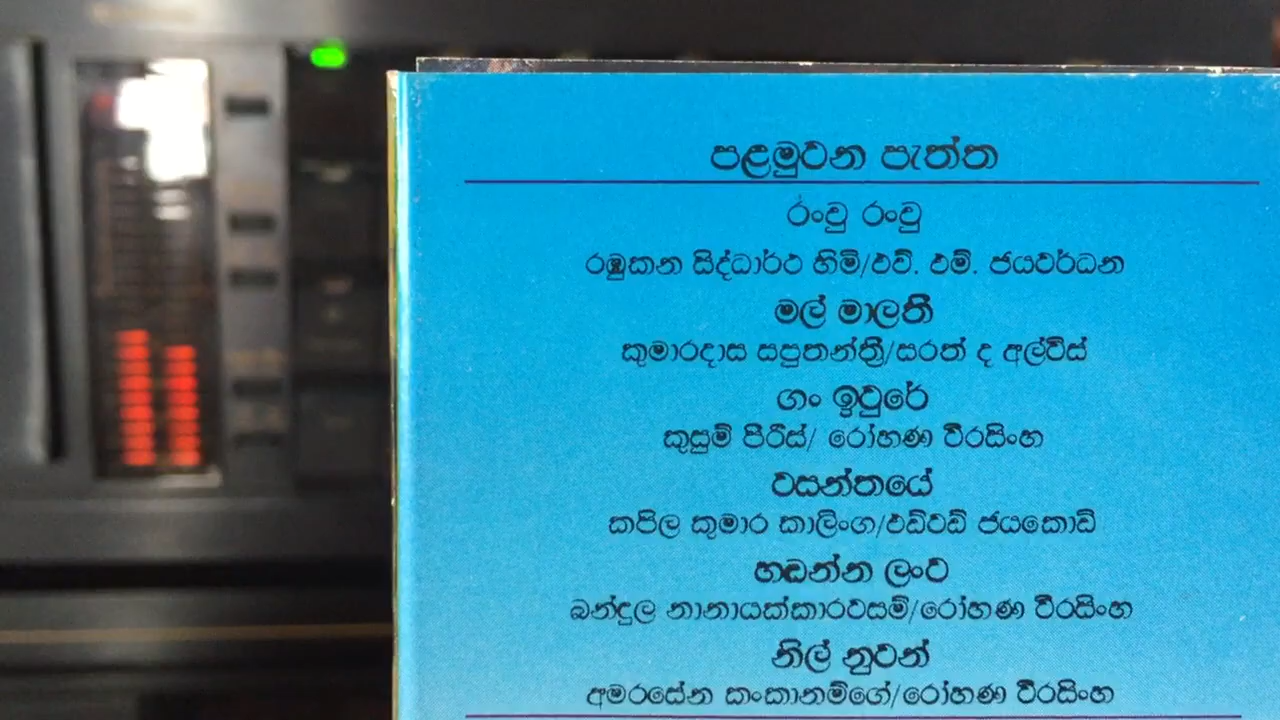 පළමුවන පැත්ත
රංචු රංචු
රඹුකන සිද්ධාර්ථ හිමි/එච්. එම්. ජයවර්ධන
මල් මාලතී
කුමාරදාස සපුතන්ත්‍රී/සරත් ද අල්විස්
ගං ඉවුරේ
කුසුම් පීරිස්/ රෝහණ වීරසිංහ
වසන්තයේ
කපිල කුමාර කාලිංග/එඩ්වඩ් ජයකොඩි
හඬන්න ලංව
බන්දුල නානායක්කාරවසම්/රෝහණ වීරසිංහ
නිල් නුවන්
අමරසේන කංකානම්ගේ/රෝහණ වීරසිංහ